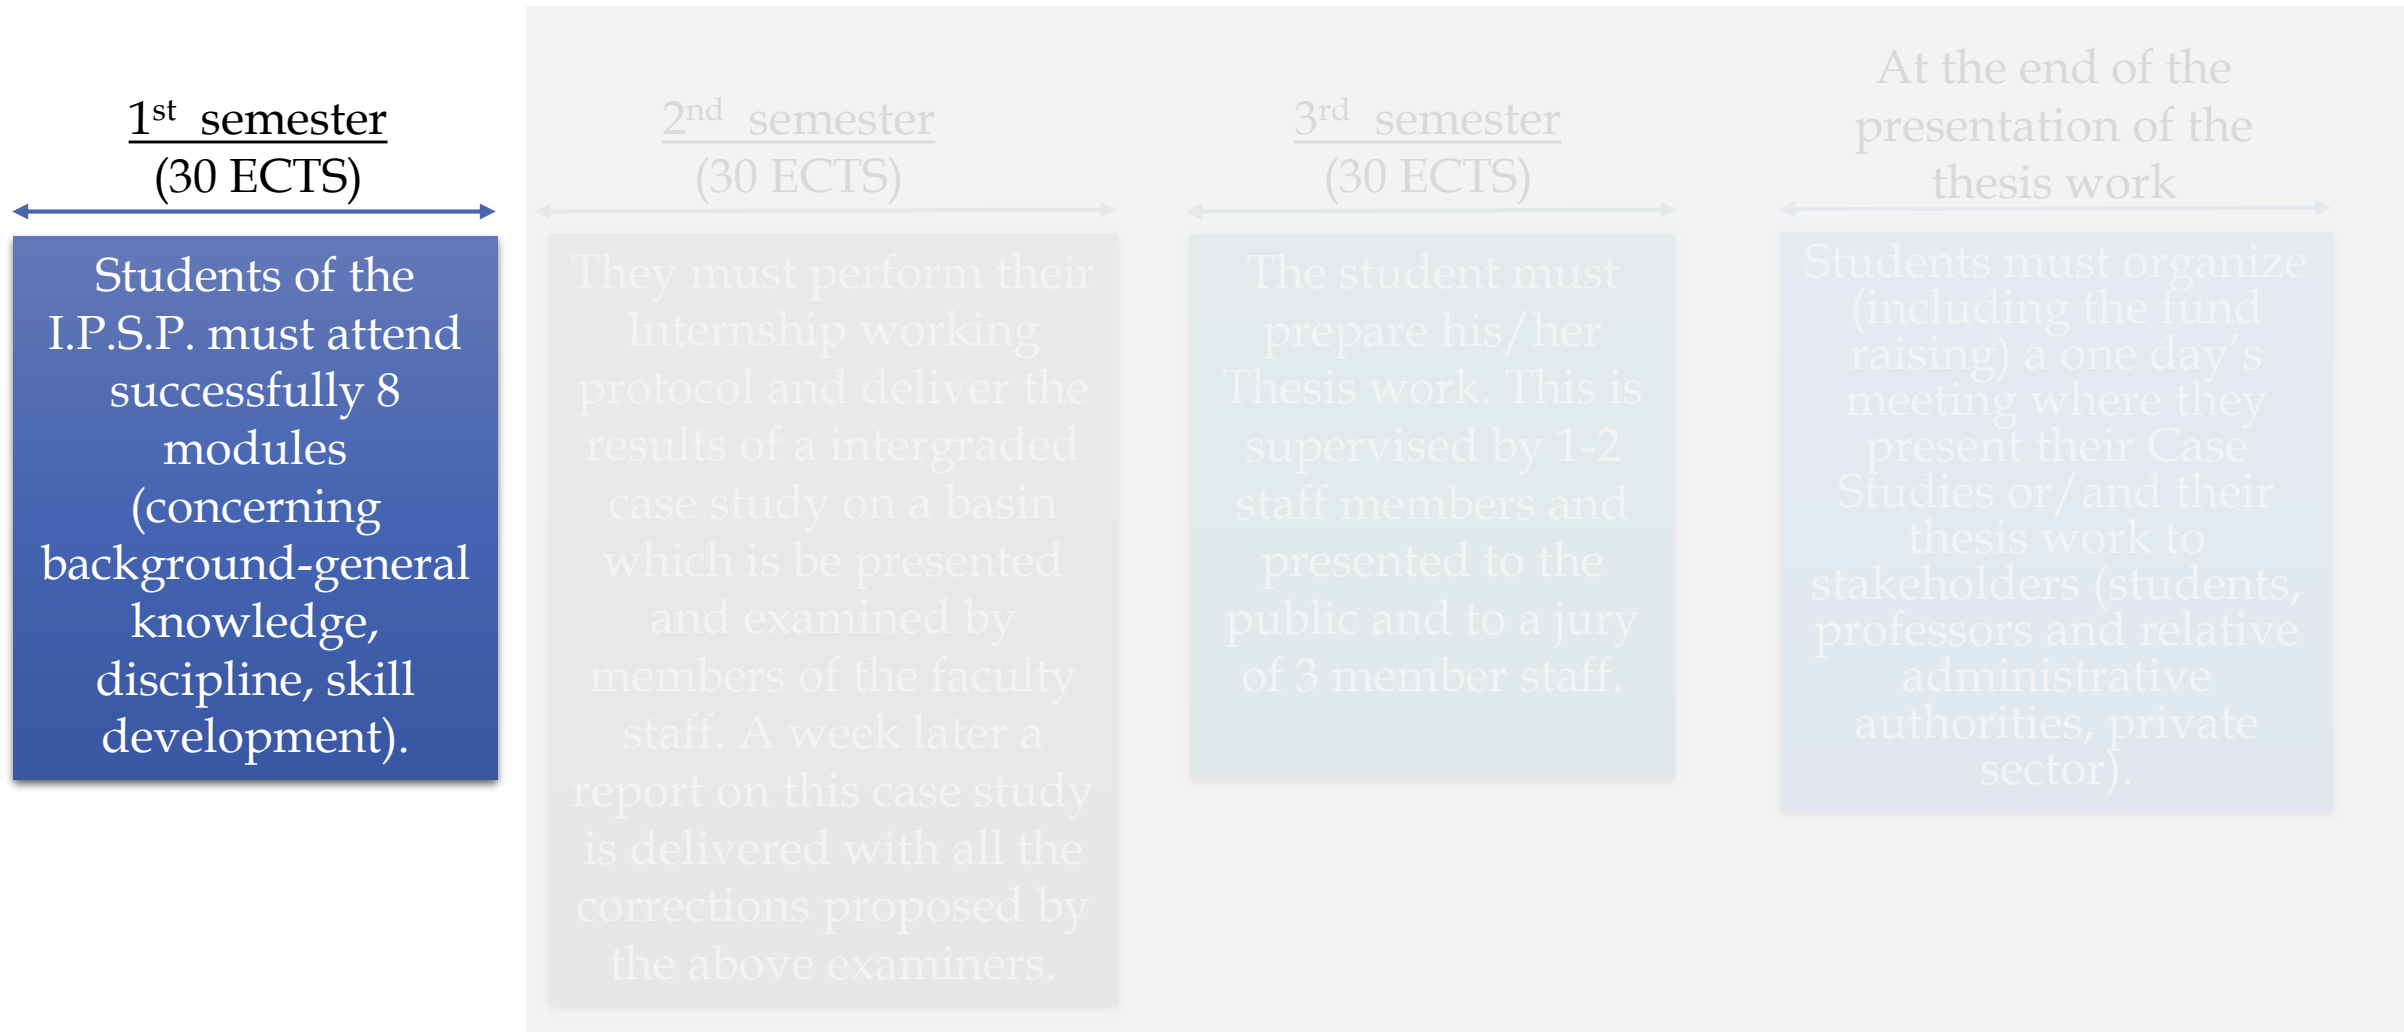 1st semester
(30 ECTS)
Students of the
I.P.S.P. must attend
successfully 8
modules
(concerning
background-general
knowledge,
discipline, skill
development).
2nd semester
(30 ECTS)
They must perform their
Internship working
protocol and deliver the
results of a intergraded
case study on a basin
which is be presented
and examined by
members of the faculty
staff. A week later a
report on this case study
is delivered with all the
corrections proposed by
the above examiners.
3rd semester
(30 ECTS)
The student must
prepare his/her
Thesis work. This is
supervised by 1-2
staff members and
presented to the
public and to a jury
of 3 member staff.
At the end of the
presentation of the
thesis work
Students must organize
(including the fund
raising) a one day’s
meeting where they
present their Case
Studies or/and their
thesis work to
stakeholders (students,
professors and relative
administrative
authorities, private
sector).